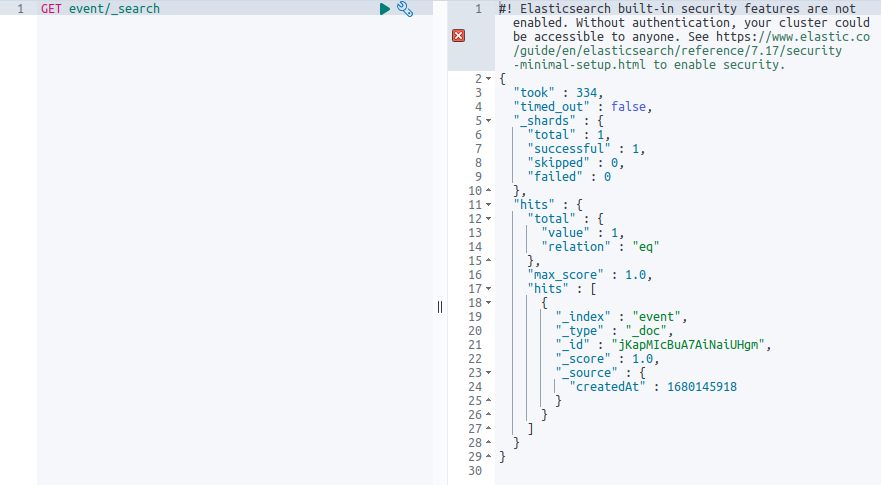 1 GET event/_search
1 #! Elasticsearch built-in security features are not
enabled. Without authentication, your cluster could
be accessible to anyone. See https://www.elastic.co
/guide/en/elasticsearch/reference/7.17/security
-minimal-setup.html to enable security.
2 {
3 "took" : 334,
4 "timed_out" : false,
5 "_shards" : {
6 "total" : 1,
7 "successful" : 1,
8 "skipped" : 0,
9 "failed" : 0
10 },
11 "hits" : {
12 "total" : {
13 "value" : 1,
14 "relation" : "eq"
15 },
16 "max_score" : 1.0,
17 "hits" : [
18 {
19 "_index" : "event",
20 "_type" : "_doc",
21 "_id" : "jKapMIcBuA7AiNaiUHgm",
22 "_score" : 1.0,
23 "_source" : {
24 "createdAt" : 1680145918
25 }
26 }
27 ]
28 }
29 }
30